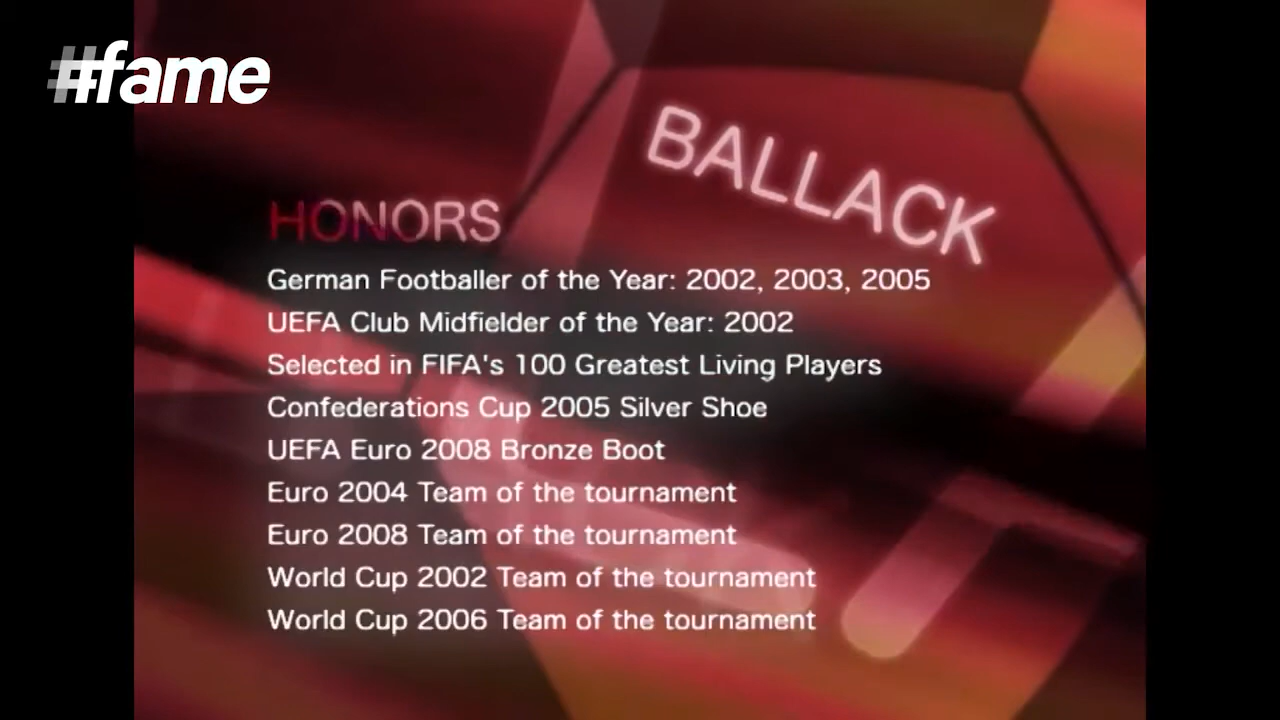 #fame
BALLACK
HONORS
German Footballer of the Year: 2002, 2003, 2005
UEFA Club Midfielder of the Year: 2002
Selected in FIFA's 100 Greatest Living Players
Confederations Cup 2005 Silver Shoe
UEFA Euro 2008 Bronze Boot
Euro 2004 Team of the tournament
Euro 2008 Team of the tournament
World Cup 2002 Team of the tournament
World Cup 2006 Team of the tournament